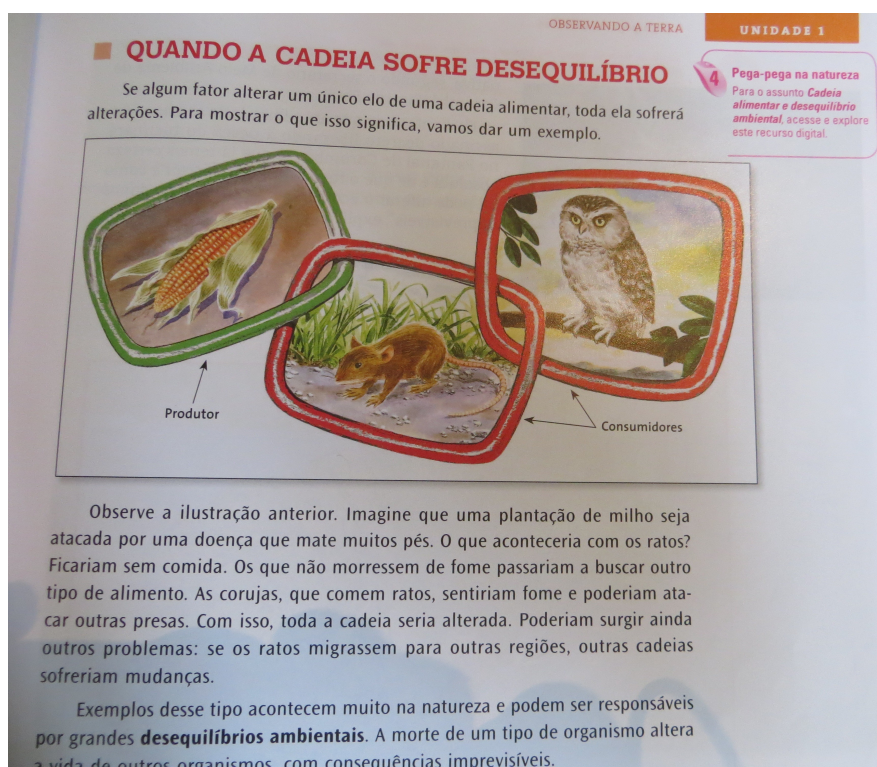 OBSERVANDO A TERRA
UNIDADE 1
QUANDO A CADEIA SOFRE DESEQUILÍBRIO
4
Pega-pega na natureza
Para o assunto Cadeia
alimentar e desequilíbrio
ambiental, acesse e explore
este recurso digital.
Se algum fator alterar um único elo de uma cadeia alimentar, toda ela sofrerá
alterações. Para mostrar o que isso significa, vamos dar um exemplo.
Produtor
Consumidores
Observe a ilustração anterior. Imagine que uma plantação de milho seja
atacada por uma doença que mate muitos pés. O que aconteceria com os ratos?
Ficariam sem comida. Os que não morressem de fome passariam a buscar outro
tipo de alimento. As corujas, que comem ratos, sentiriam fome e poderiam ata-
car outras presas. Com isso, toda a cadeia seria alterada. Poderiam surgir ainda
outros problemas: se os ratos migrassem para outras regiões, outras cadeias
sofreriam mudanças.
Exemplos desse tipo acontecem muito na natureza e podem ser responsáveis
por grandes desequilíbrios ambientais. A morte de um tipo de organismo altera
a vida de outros organismos, com consequências imprevisíveis.